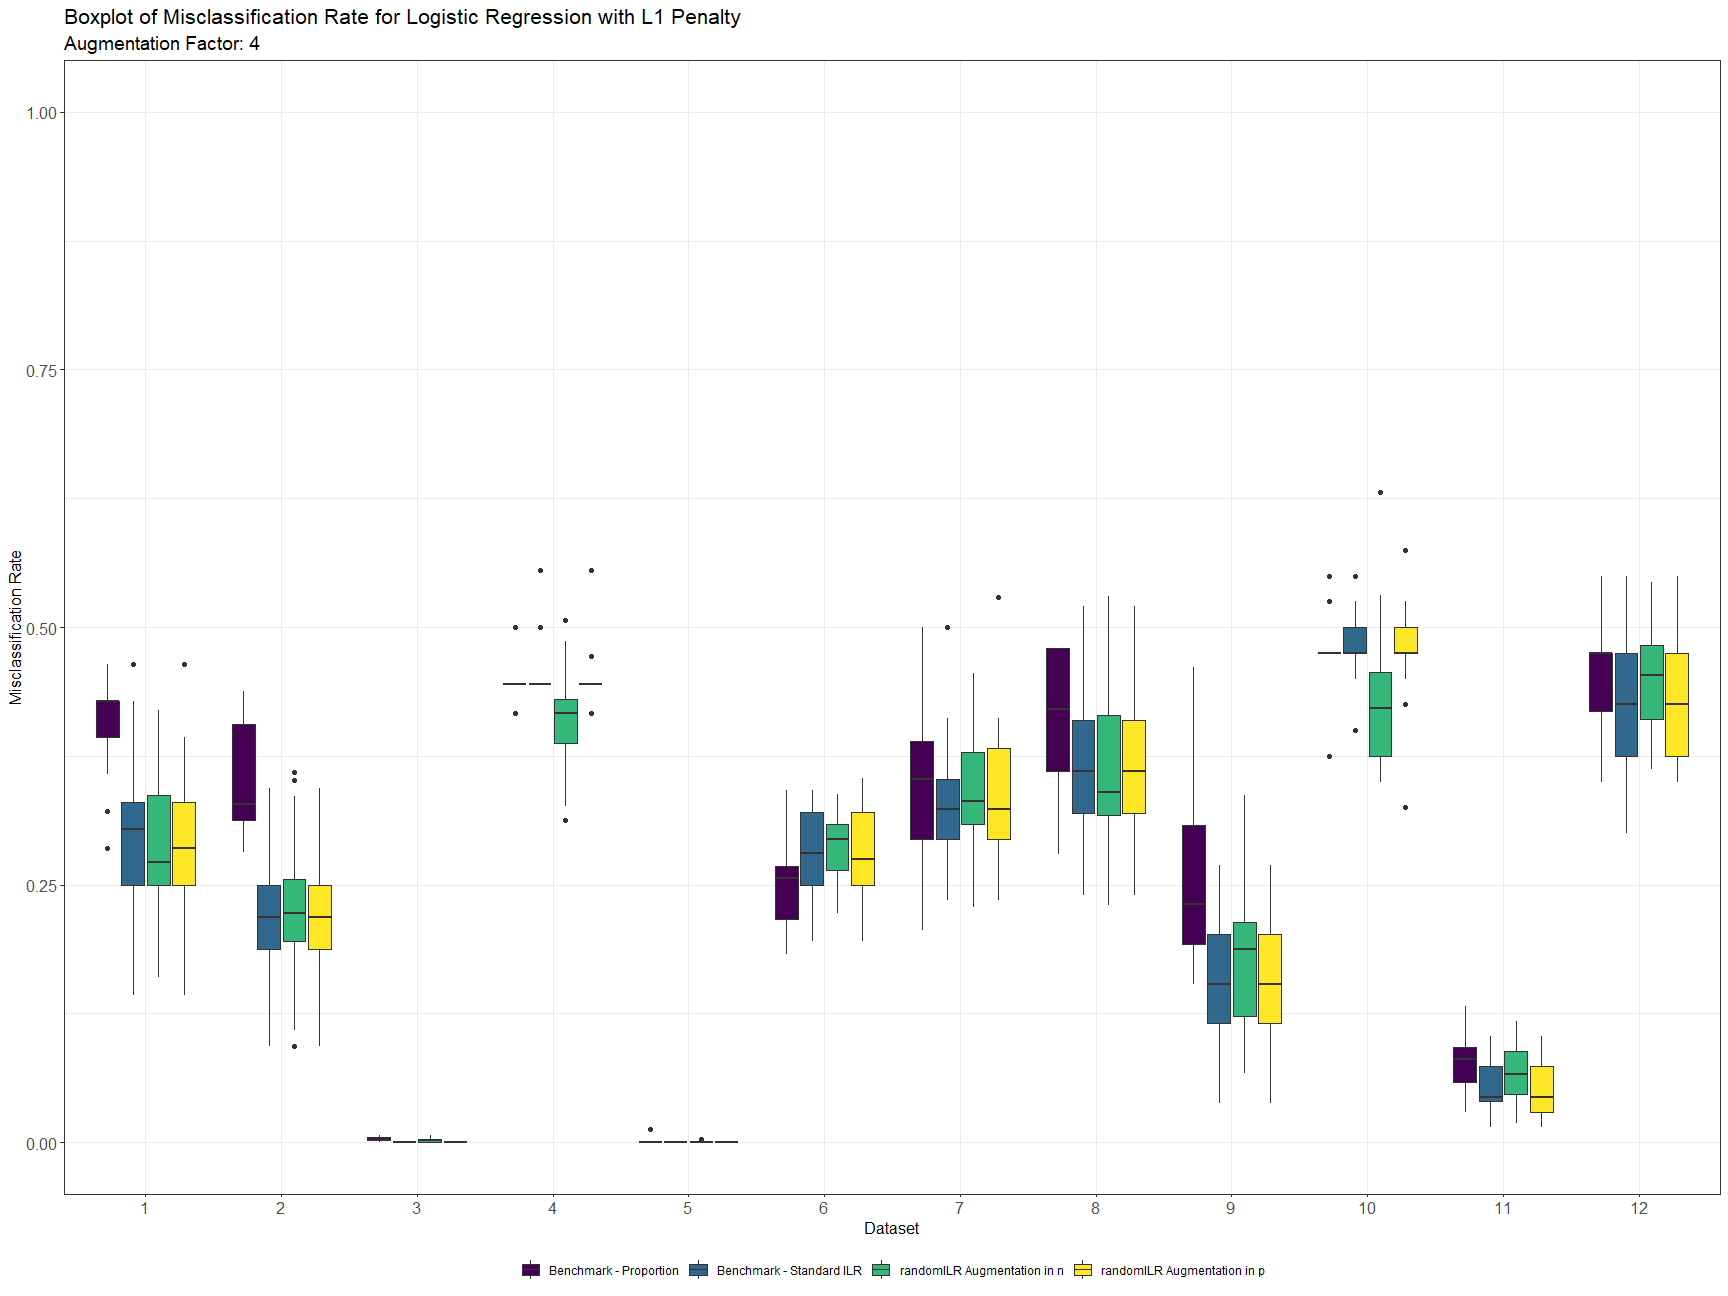 Boxplot of Misclassification Rate for Logistic Regression with L1 Penalty
Augmentation Factor: 4
Misclassification Rate
1.00
0.75
0.50
0.25
0.00
1 2 3 4 5 6 7 8 9 10 11 12
Dataset
Benchmark - Proportion Benchmark - Standard ILR randomILR Augmentation in n randomILR Augmentation in p